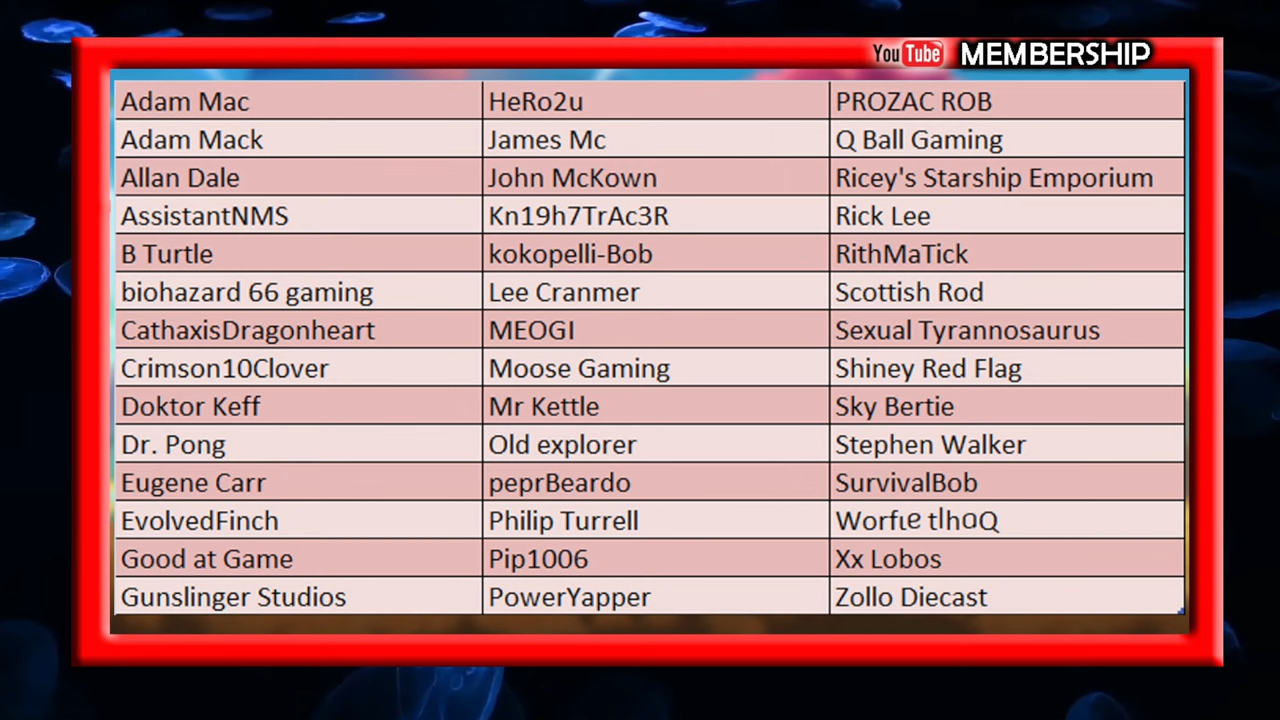 YouTube MEMBERSHIP
Adam Mac HeRo2u PROZAC ROB
Adam Mack James Mc Q Ball Gaming
Allan Dale John McKown Ricey's Starship Emporium
AssistantNMS Kn19h7TrAc3R Rick Lee
B Turtle kokopelli-Bob RithMaTick
biohazard 66 gaming Lee Cranmer Scottish Rod
CathaxisDragonheart MEOGI Sexual Tyrannosaurus
Crimson10Clover Moose Gaming Shiney Red Flag
Doktor Keff Mr Kettle Sky Bertie
Dr. Pong Old explorer Stephen Walker
Eugene Carr peprBeardo SurvivalBob
EvolvedFinch Philip Turrell Worfɩҽ tlhɑQ
Good at Game Pip1006 Xx Lobos
Gunslinger Studios PowerYapper Zollo Diecast